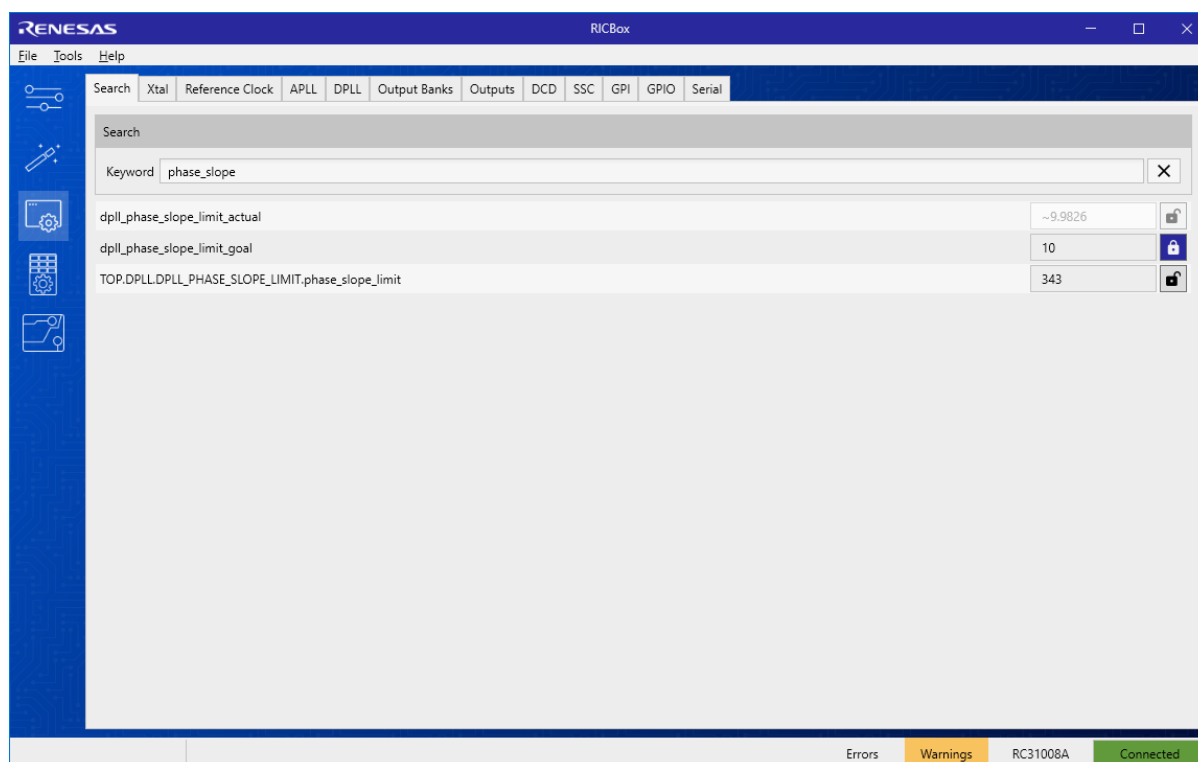 RENESAS RICBox
File Tools Help
Search Xtal Reference Clock APLL DPLL Output Banks Outputs DCD SSC GPI GPIO Serial
Search
Keyword phase_slope
dpll_phase_slope_limit_actual ~9.9826
dpll_phase_slope_limit_goal 10
TOP.DPLL.DPLL_PHASE_SLOPE_LIMIT.phase_slope_limit 343
Errors Warnings RC31008A Connected